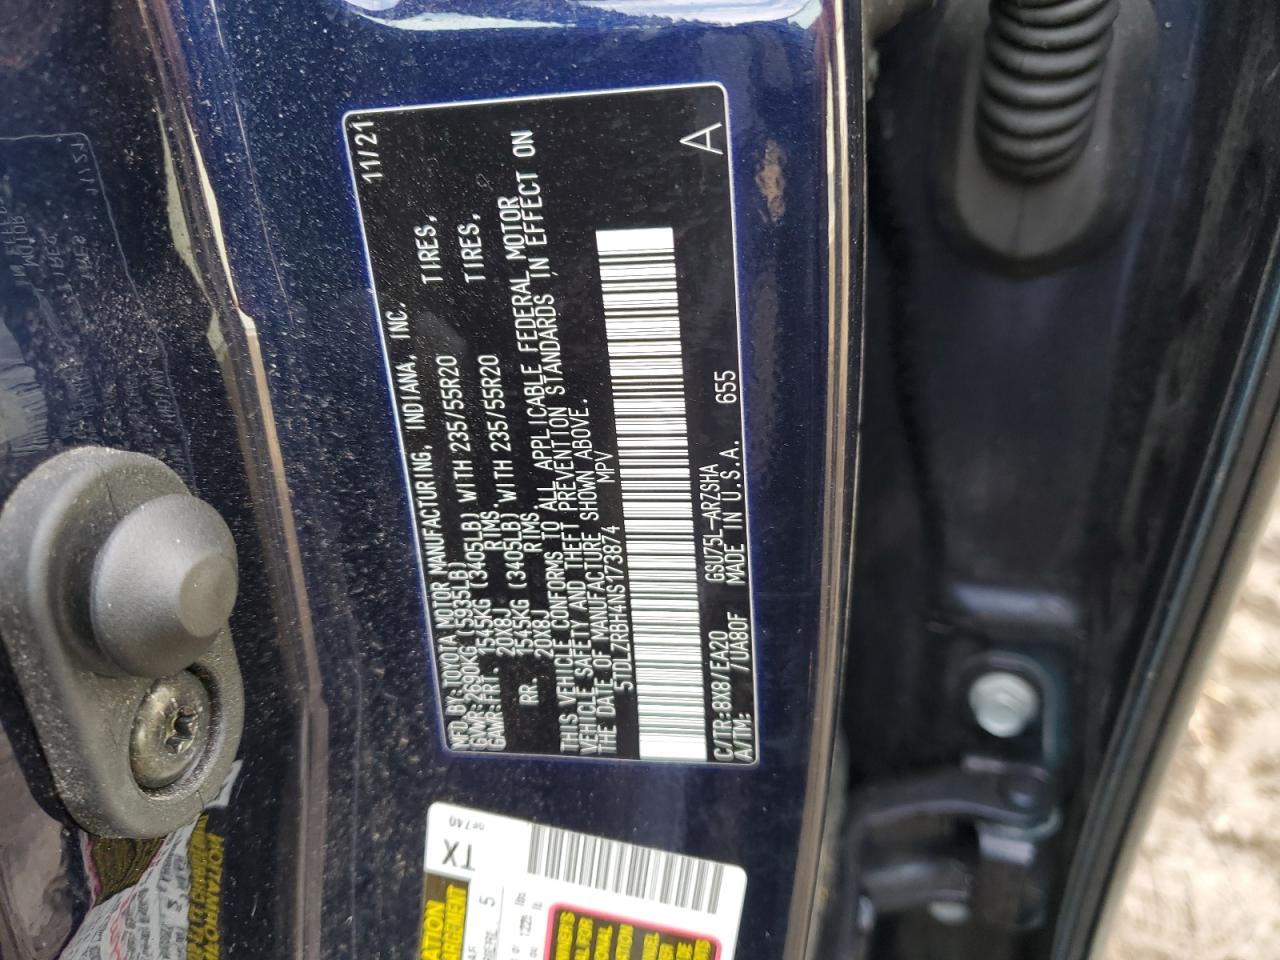 MFD. BY: TOYOTA MOTOR MANUFACTURING, INDIANA, INC. 11/21
GVWR: 2690KG (5935LB)
GAWR: FRT. 1545KG (3405LB) WITH 235/55R20 TIRES,
20X8J RIMS,
RR. 1545KG (3405LB) WITH 235/55R20 TIRES,
20X8J RIMS,
THIS VEHICLE CONFORMS TO ALL APPLICABLE FEDERAL MOTOR
VEHICLE SAFETY AND THEFT PREVENTION STANDARDS IN EFFECT ON
THE DATE OF MANUFACTURE SHOWN ABOVE.
5TDLZRBH4NS173874 MPV
A
C/TR: 8X8/EA20 GSU75L-ARZSHA
A/TM: /UA80F MADE IN U.S.A. 655
TX
5